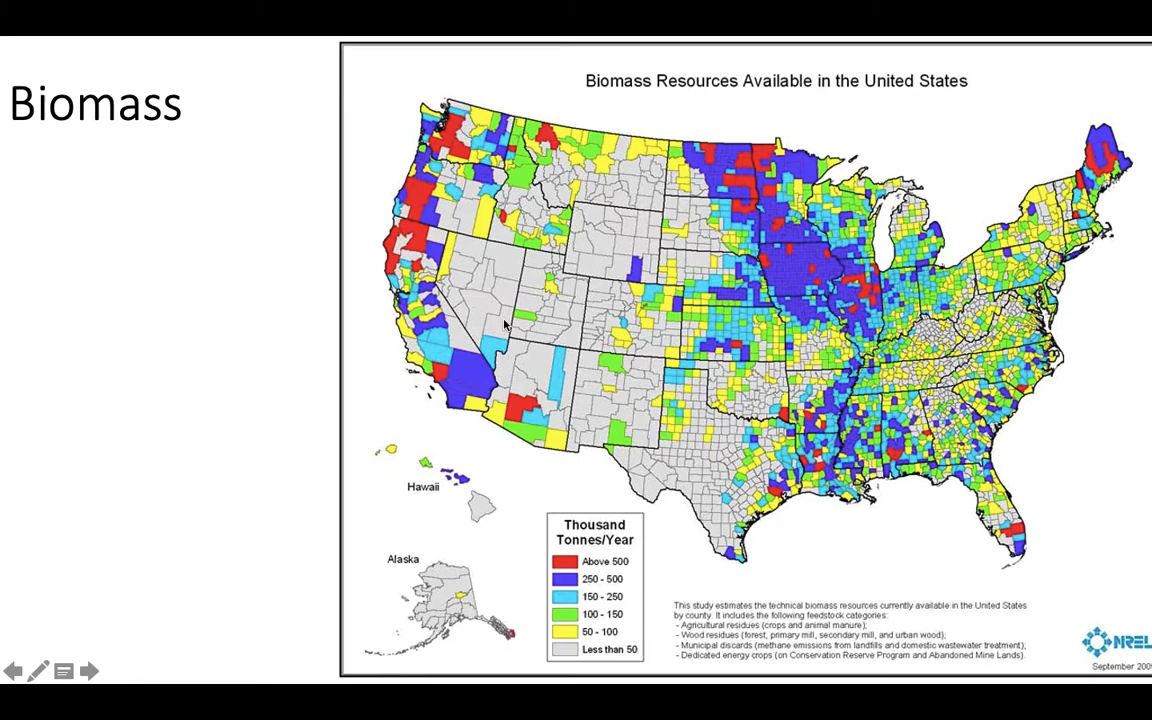 Biomass
Biomass Resources Available in the United States
Hawaii
Alaska
Thousand
Tonnes/Year
Above 500
250 - 500
150 - 250
100 - 150
50 - 100
Less than 50
This study estimates the technical biomass resources currently available in the United States
by county. It includes the following feedstock categories:
- Agricultural residues (crops and animal manure);
- Wood residues (forest, primary mill, secondary mill, and urban wood);
- Municipal discards (methane emissions from landfills and domestic wastewater treatment);
- Dedicated energy crops (on Conservation Reserve Program and Abandoned Mine Lands).
NREL
September